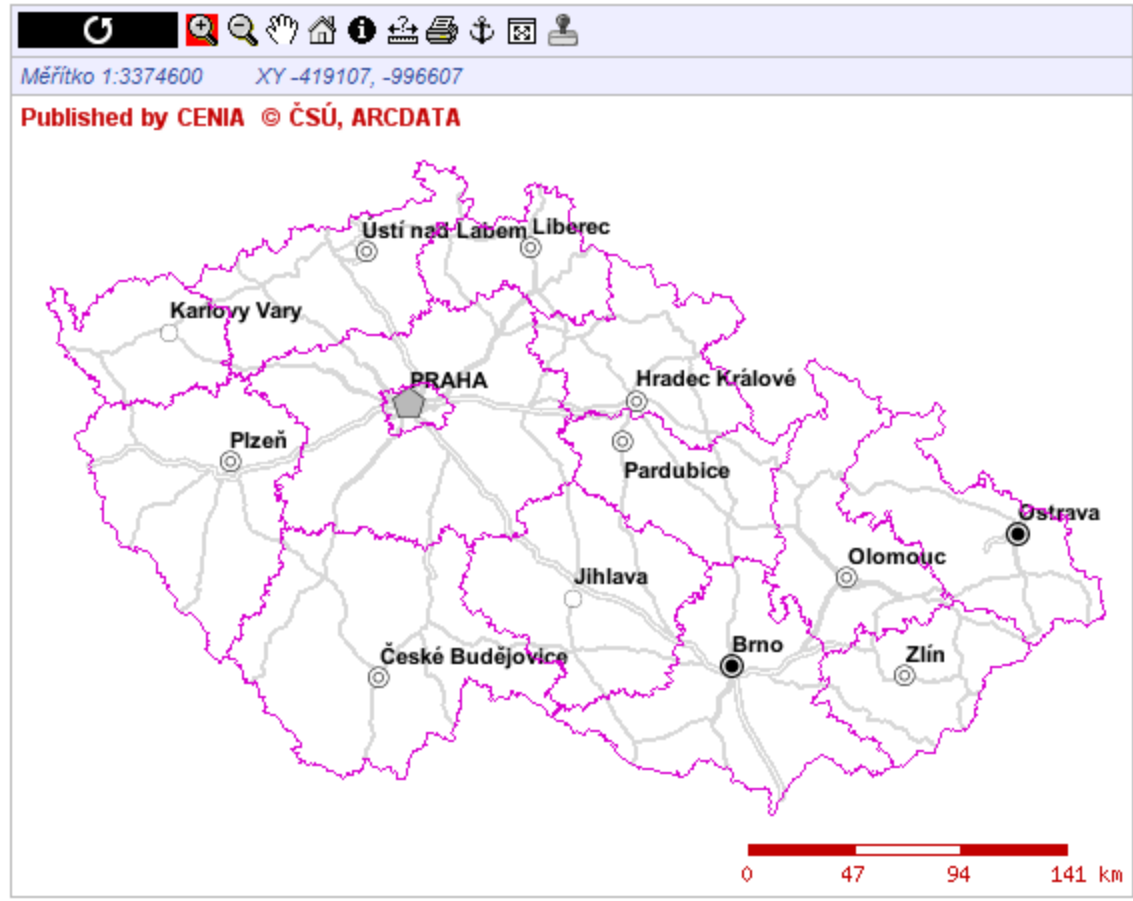 Měřítko 1:3374600 XY -419107, -996607
Published by CENIA © ČSÚ, ARCDATA
Ústí nad Labem
Liberec
Karlovy Vary
PRAHA
Hradec Králové
Plzeň
Pardubice
Ostrava
Olomouc
Jihlava
Brno
České Budějovice
Zlín
0 47 94 141 km